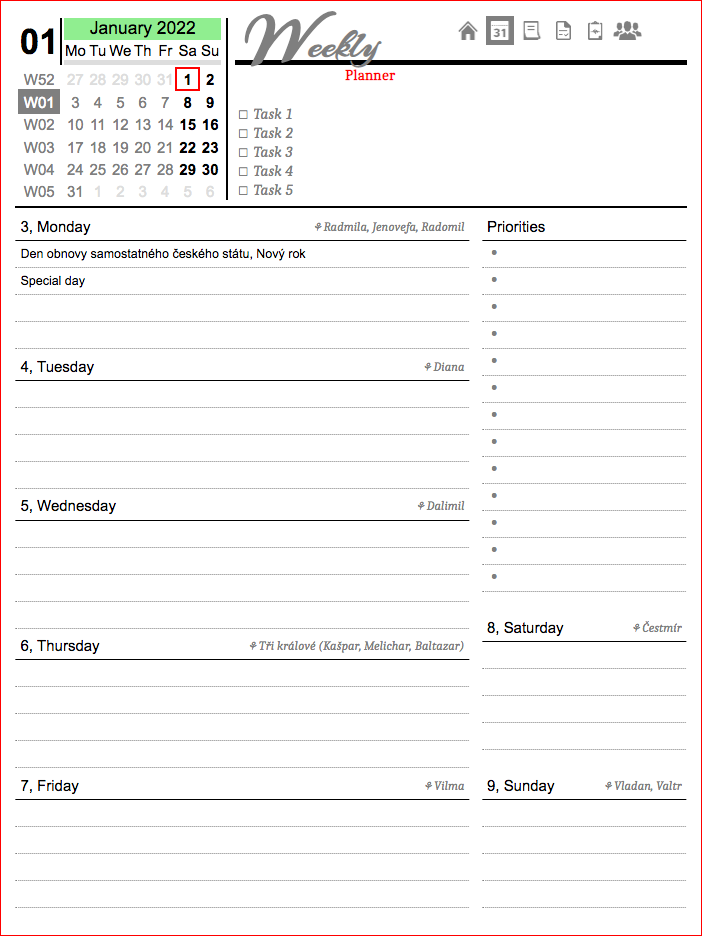 01
January 2022
Mo Tu We Th Fr Sa Su
W52 27 28 29 30 31 1 2
W01 3 4 5 6 7 8 9
W02 10 11 12 13 14 15 16
W03 17 18 19 20 21 22 23
W04 24 25 26 27 28 29 30
W05 31 1 2 3 4 5 6
Weekly
Planner
31
Task 1
Task 2
Task 3
Task 4
Task 5
3, Monday Radmila, Jenovefa, Radomil
Den obnovy samostatného českého státu, Nový rok
Special day
4, Tuesday Diana
5, Wednesday Dalimil
6, Thursday Tři králové (Kašpar, Melichar, Baltazar)
7, Friday Vilma
Priorities
8, Saturday Čestmír
9, Sunday Vladan, Valtr